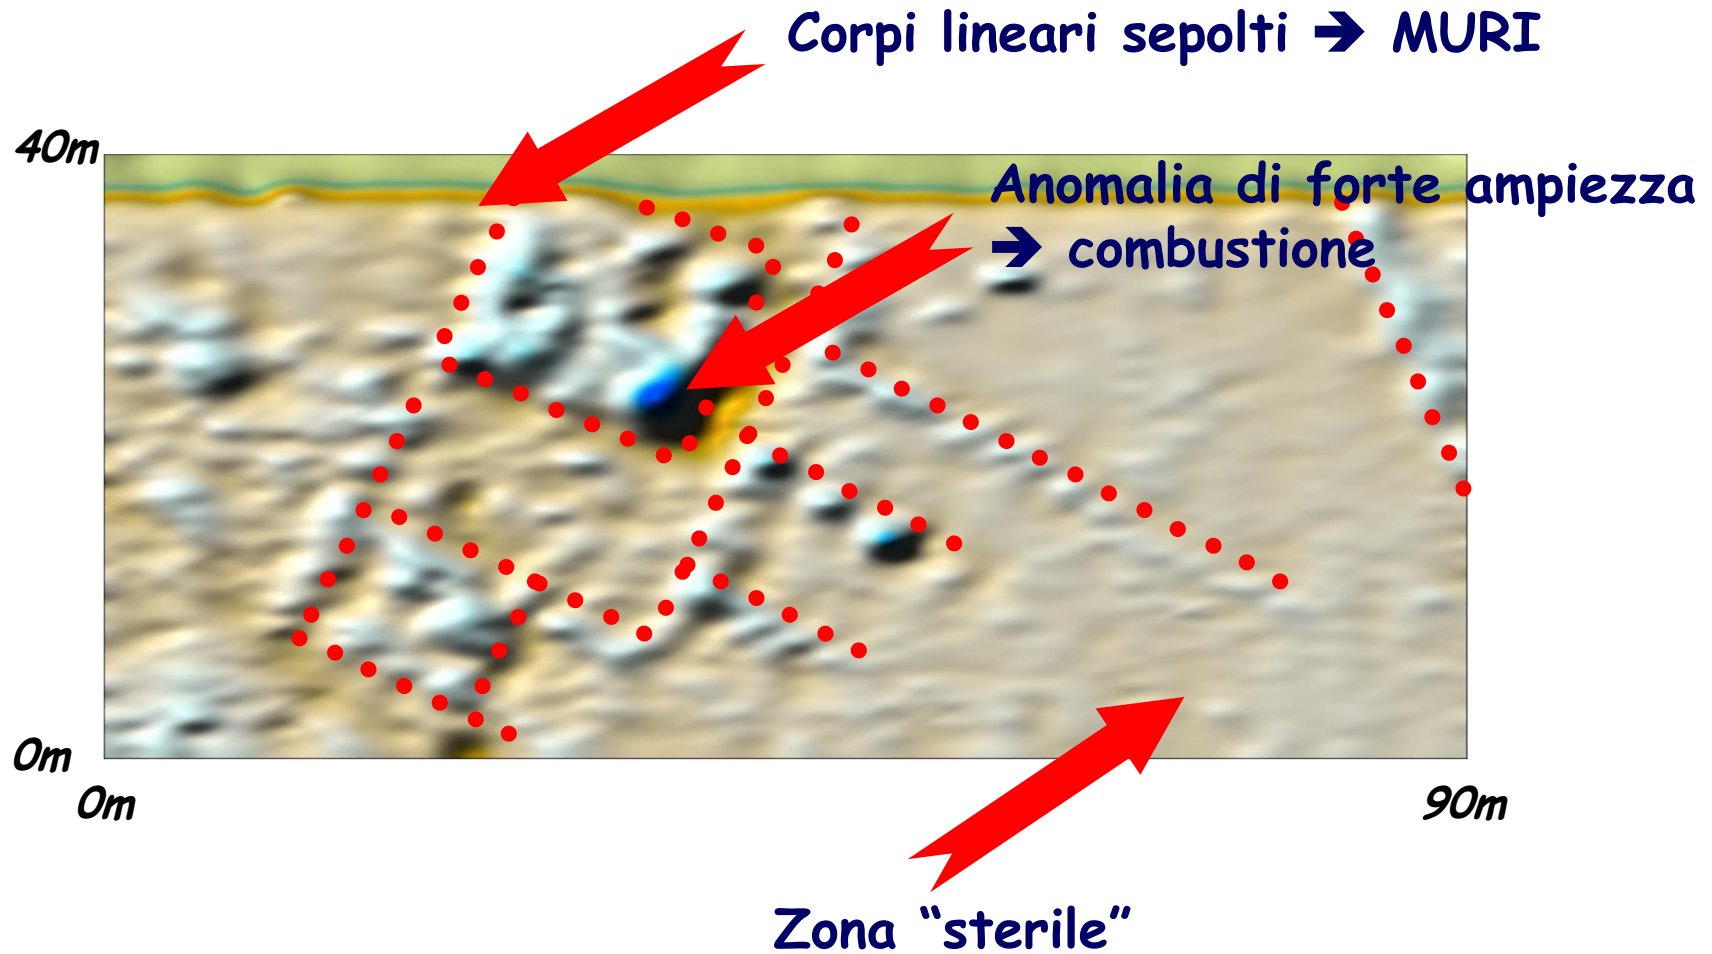 Corpi lineari sepolti ➔ MURI
40m
Anomalia di forte ampiezza
➔ combustione
0m
0m
90m
Zona “sterile”